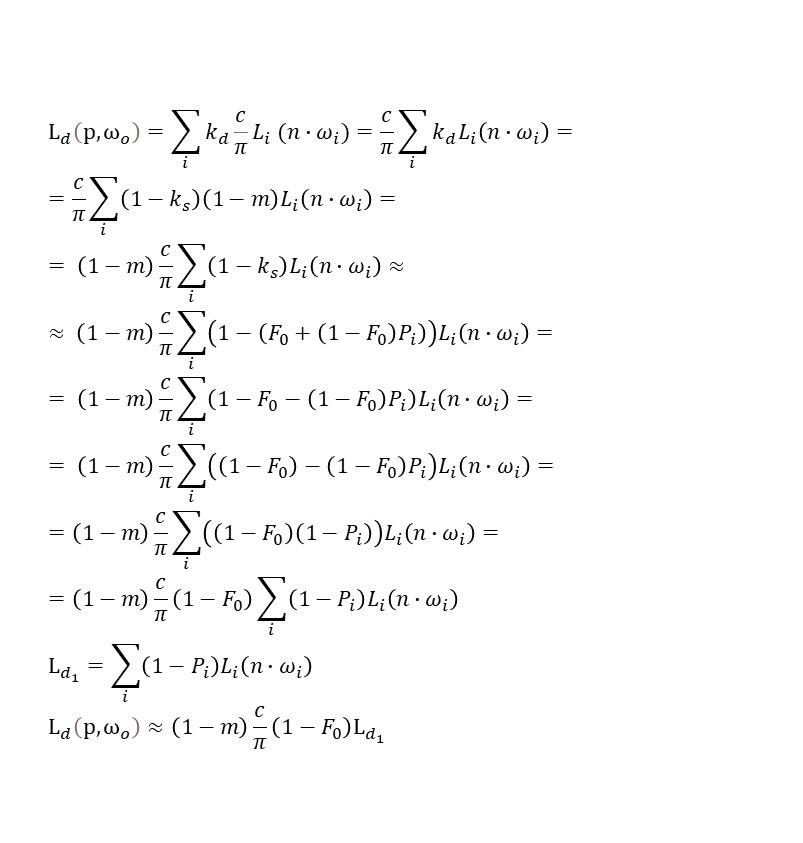 L_d(p,ω_o) = ∑_i k_d c/π L_i (n · ω_i) = c/π ∑_i k_d L_i(n · ω_i) =
= c/π ∑_i (1 − k_s)(1 − m)L_i(n · ω_i) =
= (1 − m) c/π ∑_i (1 − k_s)L_i(n · ω_i) ≈
≈ (1 − m) c/π ∑_i (1 − (F_0 + (1 − F_0)P_i))L_i(n · ω_i) =
= (1 − m) c/π ∑_i (1 − F_0 − (1 − F_0)P_i)L_i(n · ω_i) =
= (1 − m) c/π ∑_i ((1 − F_0) − (1 − F_0)P_i)L_i(n · ω_i) =
= (1 − m) c/π ∑_i ((1 − F_0)(1 − P_i))L_i(n · ω_i) =
= (1 − m) c/π (1 − F_0) ∑_i (1 − P_i)L_i(n · ω_i)
L_{d_1} = ∑_i (1 − P_i)L_i(n · ω_i)
L_d(p,ω_o) ≈ (1 − m) c/π (1 − F_0)L_{d_1}